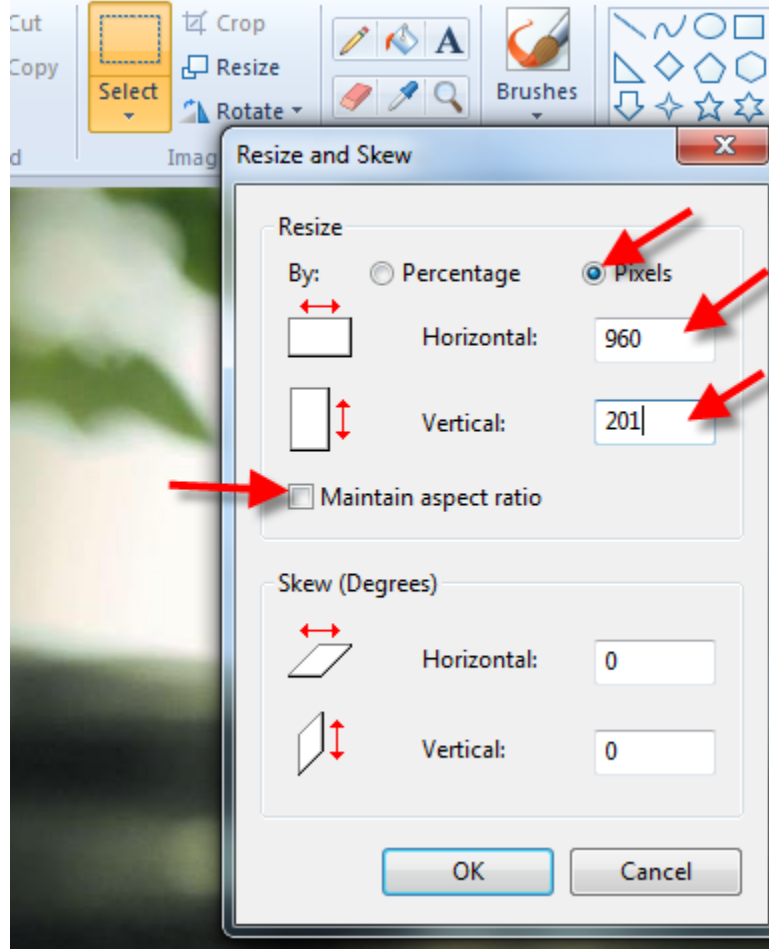 Cut
Crop
Copy
Resize
A
Select
Rotate
Brushes
d
Imag
Resize and Skew
Resize
By: Percentage Pixels
Horizontal: 960
Vertical: 201
Maintain aspect ratio
Skew (Degrees)
Horizontal: 0
Vertical: 0
OK Cancel